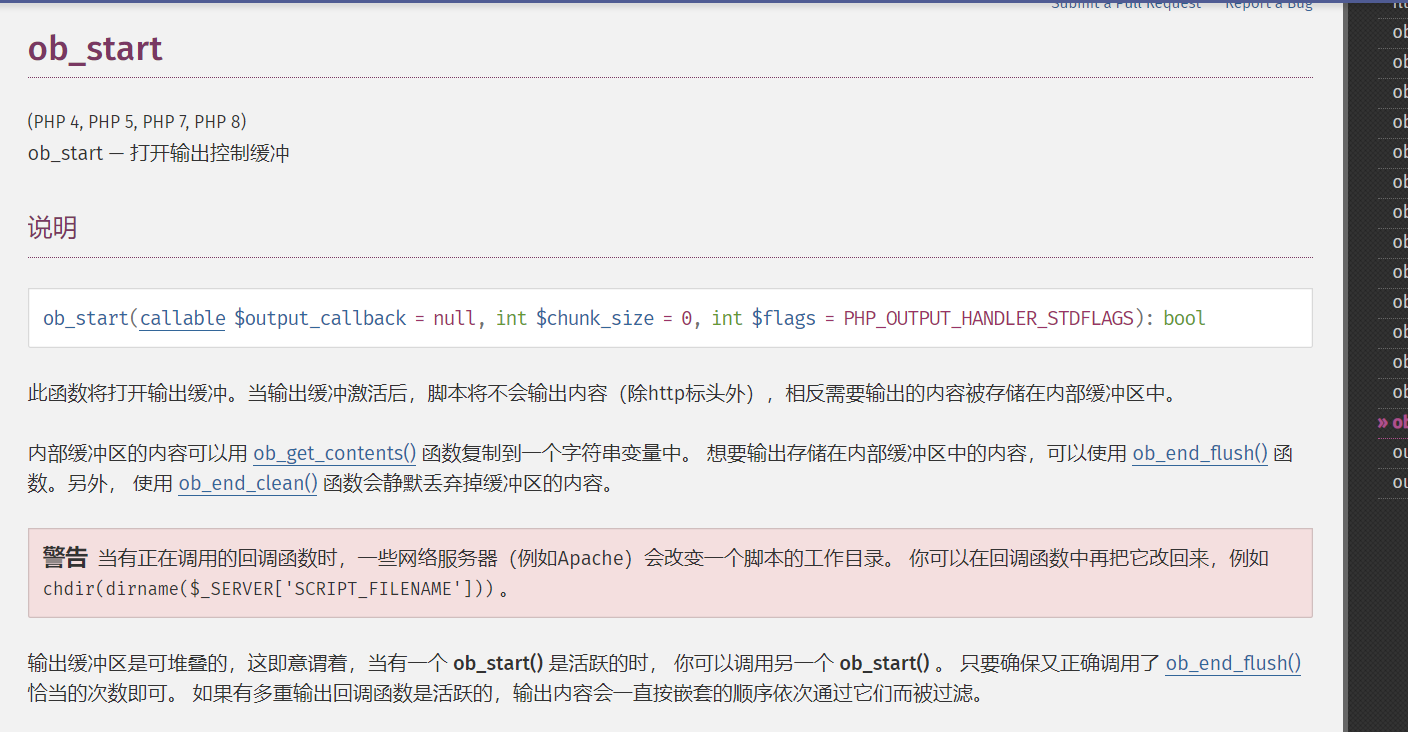 Submit a Pull Request Report a Bug
ob_start
(PHP 4, PHP 5, PHP 7, PHP 8)
ob_start — 打开输出控制缓冲
说明
ob_start(callable $output_callback = null, int $chunk_size = 0, int $flags = PHP_OUTPUT_HANDLER_STDFLAGS): bool
此函数将打开输出缓冲。当输出缓冲激活后，脚本将不会输出内容（除http标头外），相反需要输出的内容被存储在内部缓冲区中。
内部缓冲区的内容可以用 ob_get_contents() 函数复制到一个字符串变量中。 想要输出存储在内部缓冲区中的内容，可以使用 ob_end_flush() 函
数。另外， 使用 ob_end_clean() 函数会静默丢弃掉缓冲区的内容。
警告 当有正在调用的回调函数时，一些网络服务器（例如Apache）会改变一个脚本的工作目录。 你可以在回调函数中再把它改回来，例如
chdir(dirname($_SERVER['SCRIPT_FILENAME'])) 。
输出缓冲区是可堆叠的，这即意谓着，当有一个 ob_start() 是活跃的时， 你可以调用另一个 ob_start() 。 只要确保又正确调用了 ob_end_flush()
恰当的次数即可。 如果有多重输出回调函数是活跃的，输出内容会一直按嵌套的顺序依次通过它们而被过滤。
ob
ob
ob
ob
ob
ob
ob
ob
ob
ob
ob
ob
ob
» ob
ou
ou